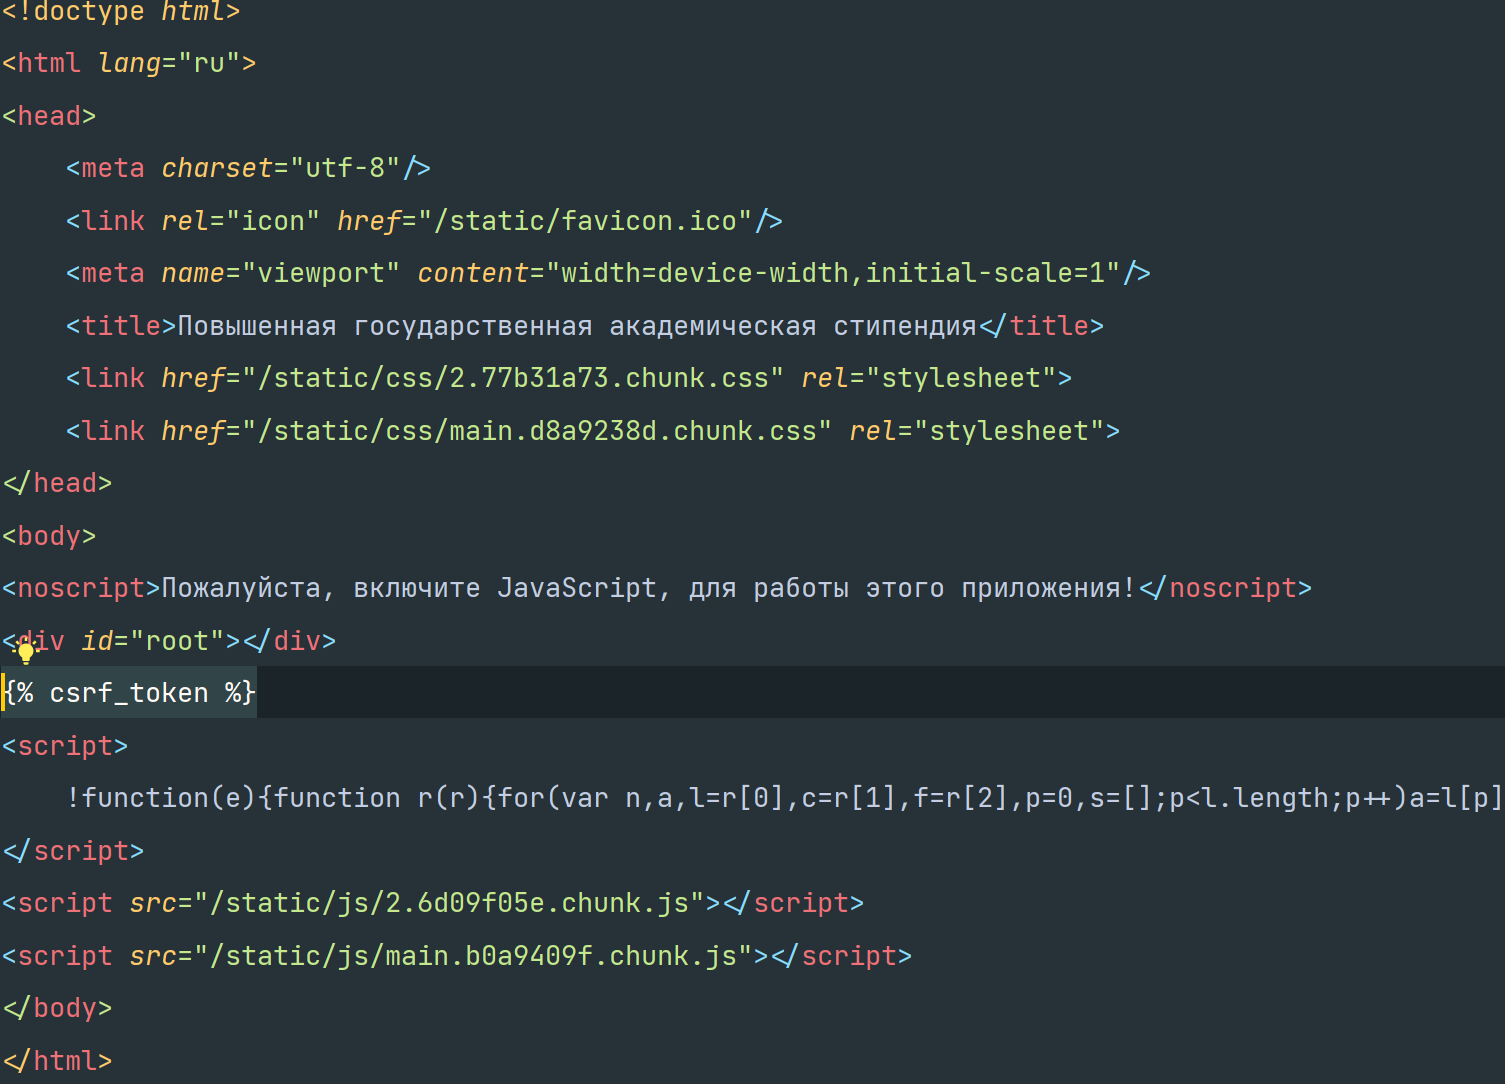 <!doctype html>
<html lang="ru">
<head>
    <meta charset="utf-8"/>
    <link rel="icon" href="/static/favicon.ico"/>
    <meta name="viewport" content="width=device-width,initial-scale=1"/>
    <title>Повышенная государственная академическая стипендия</title>
    <link href="/static/css/2.77b31a73.chunk.css" rel="stylesheet">
    <link href="/static/css/main.d8a9238d.chunk.css" rel="stylesheet">
</head>
<body>
<noscript>Пожалуйста, включите JavaScript, для работы этого приложения!</noscript>
<div id="root"></div>
{% csrf_token %}
<script>
    !function(e){function r(r){for(var n,a,l=r[0],c=r[1],f=r[2],p=0,s=[];p<l.length;p++)a=l[p]
</script>
<script src="/static/js/2.6d09f05e.chunk.js"></script>
<script src="/static/js/main.b0a9409f.chunk.js"></script>
</body>
</html>